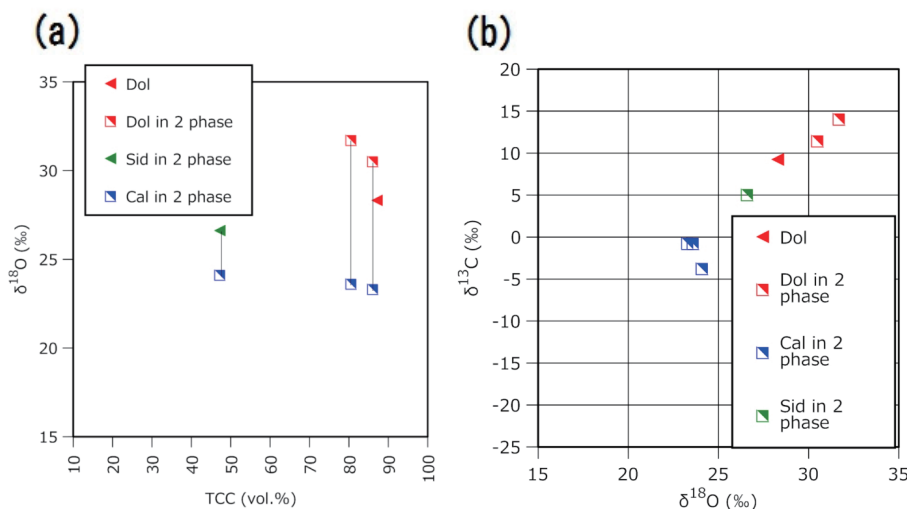 (a)
35
30
25
20
15
δ¹⁸O (‰)
Dol
Dol in 2 phase
Sid in 2 phase
Cal in 2 phase
10 20 30 40 50 60 70 80 90 100
TCC (vol.%)
(b)
20
15
10
5
0
-5
-10
-15
-20
-25
δ¹³C (‰)
Dol
Dol in 2
phase
Cal in 2
phase
Sid in 2
phase
15 20 25 30 35
δ¹⁸O (‰)